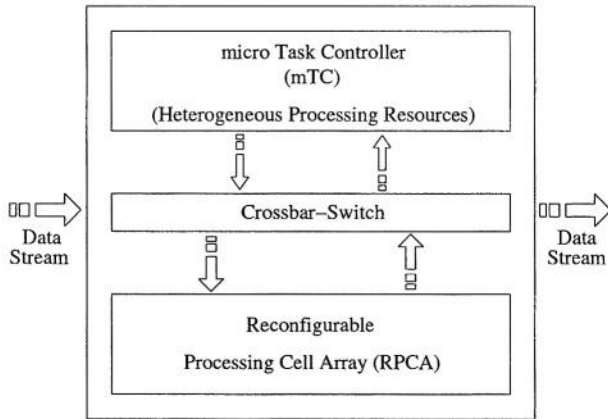 micro Task Controller
(mTC)
(Heterogeneous Processing Resources)
Crossbar–Switch
Data
Stream
Data
Stream
Reconfigurable
Processing Cell Array (RPCA)